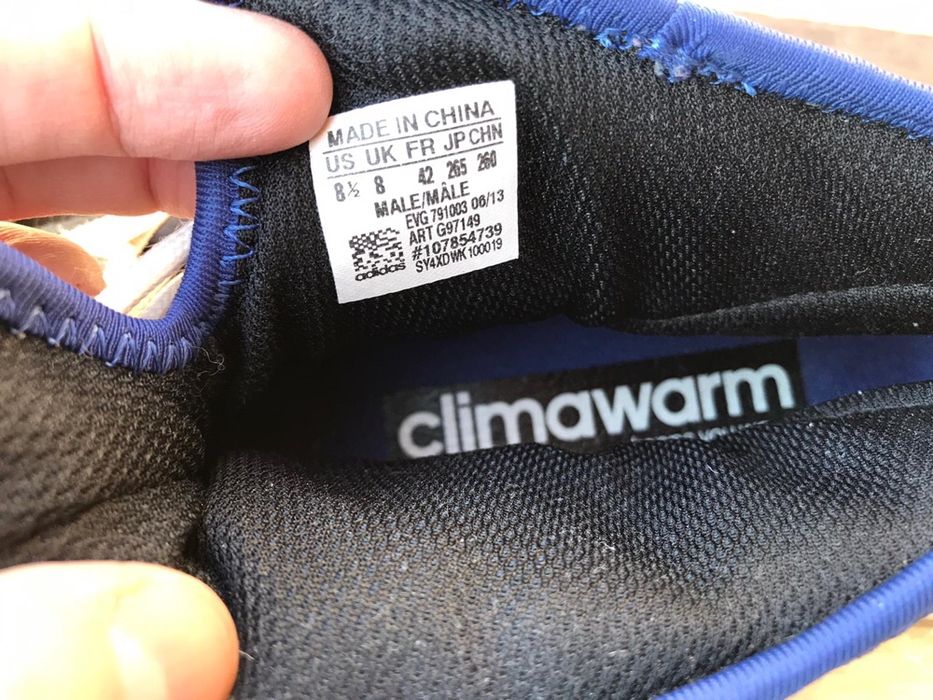 MADE IN CHINA
US UK FR JP CHN
8½ 8 42 265 260
MALE/MÂLE
EVG 791003 06/13
ART G97149
#107854739
adidas SY4XDWK100019
climawarm